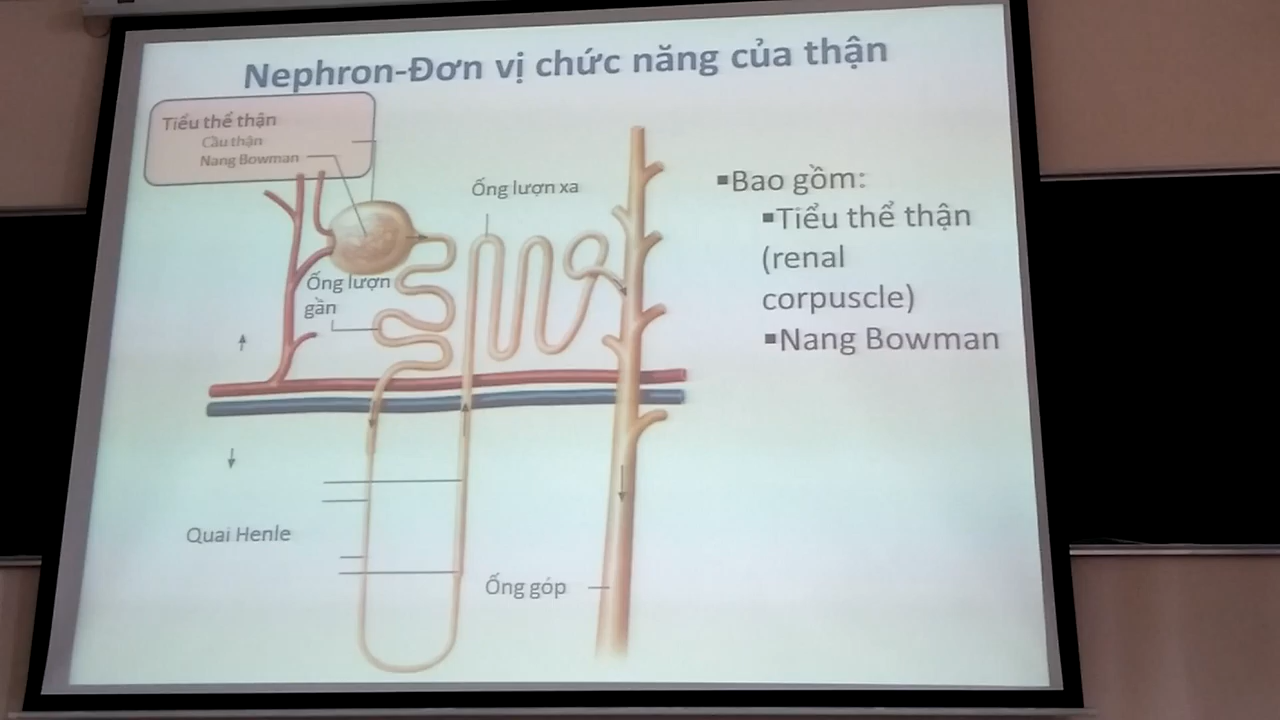 Nephron-Đơn vị chức năng của thận
Tiểu thể thận
Cầu thận
Nang Bowman
Ống lượn xa
Ống lượn
gần
Quai Henle
Ống góp
▪Bao gồm:
▪Tiểu thể thận
(renal
corpuscle)
▪Nang Bowman